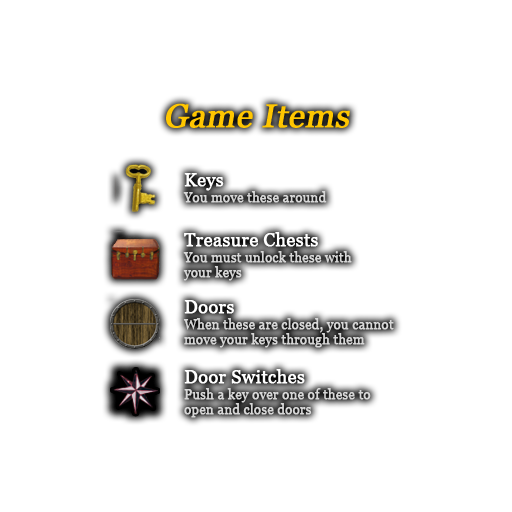 Game Items
Keys
You move these around
Treasure Chests
You must unlock these with
your keys
Doors
When these are closed, you cannot
move your keys through them
Door Switches
Push a key over one of these to
open and close doors